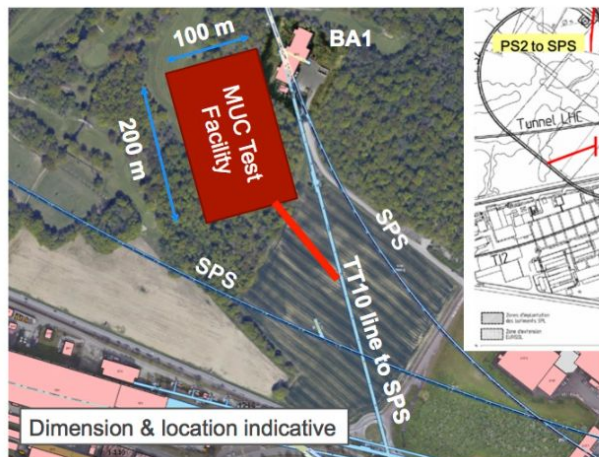 100 m
BA1
200 m
MUC Test
Facility
SPS
SPS
TT10 line to SPS
Dimension & location indicative
PS2 to SPS
Tunnel LHC
TJ2